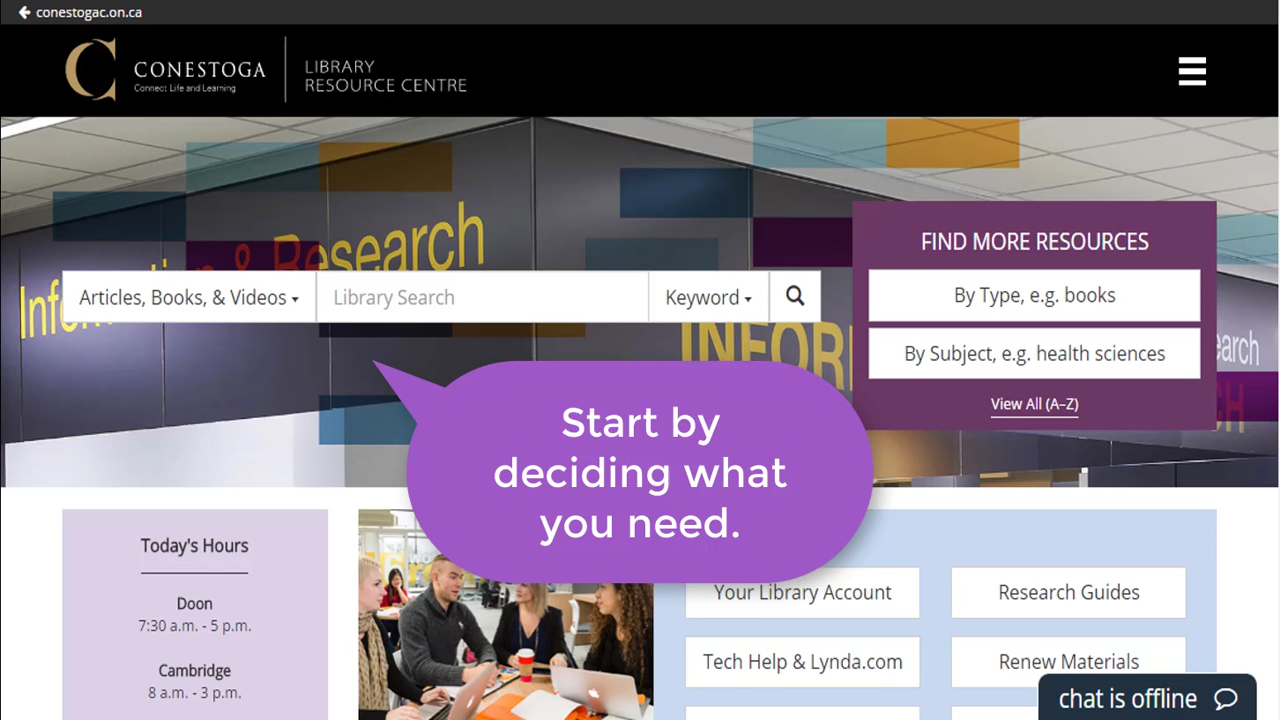 conestogac.on.ca
CONESTOGA
Connect Life and Learning
LIBRARY
RESOURCE CENTRE
Information & Research
Articles, Books, & Videos
Library Search
Keyword
FIND MORE RESOURCES
By Type, e.g. books
By Subject, e.g. health sciences
View All (A–Z)
Start by
deciding what
you need.
Today's Hours
Doon
7:30 a.m. - 5 p.m.
Cambridge
8 a.m. - 3 p.m.
Your Library Account
Research Guides
Tech Help & Lynda.com
Renew Materials
chat is offline